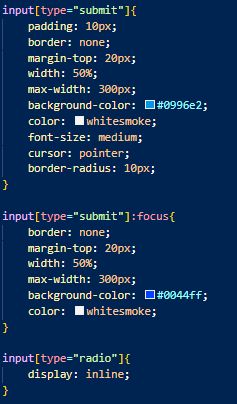 input[type="submit"]{
    padding: 10px;
    border: none;
    margin-top: 20px;
    width: 50%;
    max-width: 300px;
    background-color: #0996e2;
    color: whitesmoke;
    font-size: medium;
    cursor: pointer;
    border-radius: 10px;
}

input[type="submit"]:focus{
    border: none;
    margin-top: 20px;
    width: 50%;
    max-width: 300px;
    background-color: #0044ff;
    color: whitesmoke;
}

input[type="radio"]{
    display: inline;
}